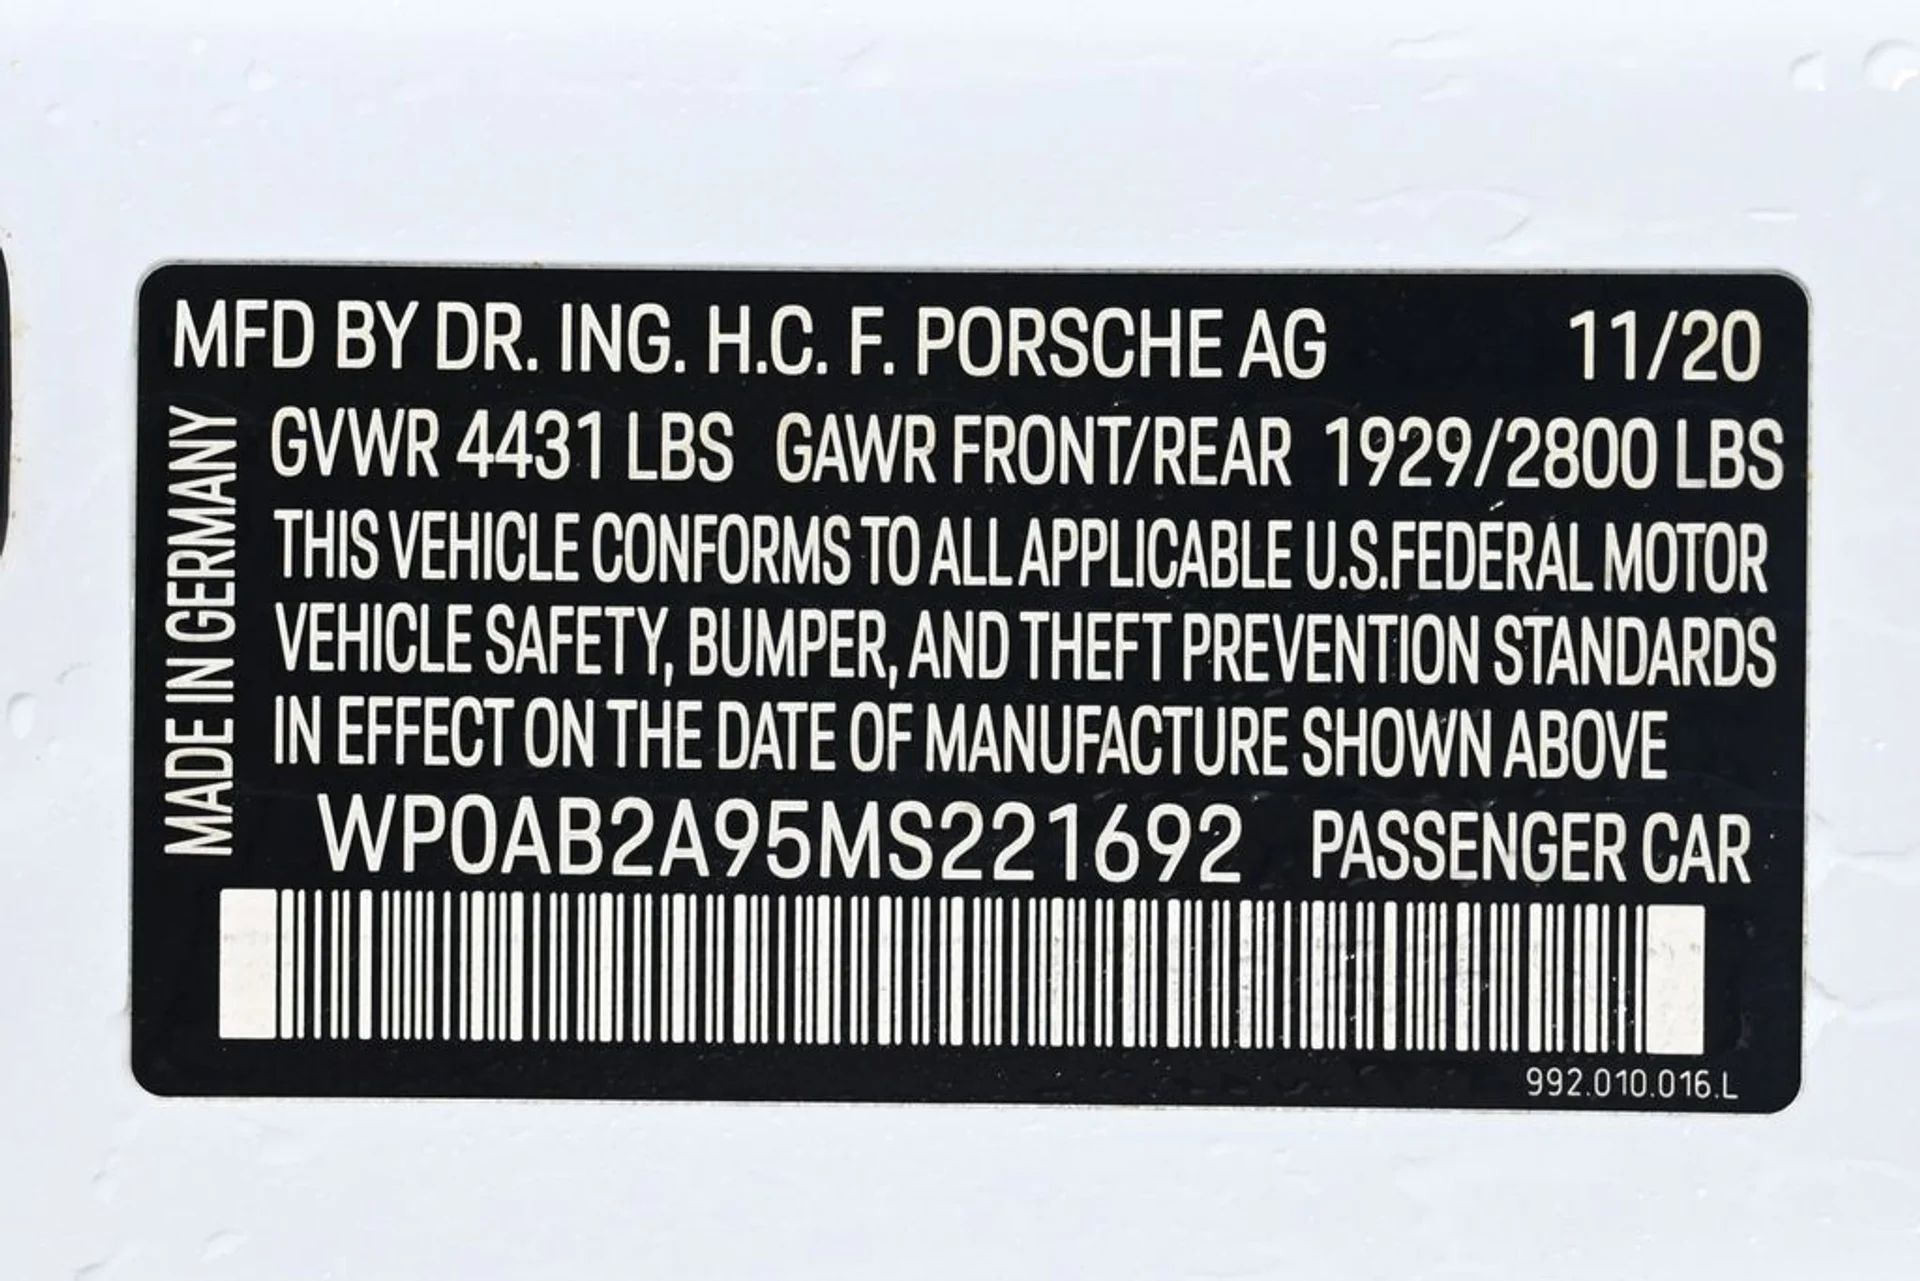 MFD BY DR. ING. H.C. F. PORSCHE AG 11/20
GVWR 4431 LBS GAWR FRONT/REAR 1929/2800 LBS
THIS VEHICLE CONFORMS TO ALL APPLICABLE U.S.FEDERAL MOTOR
VEHICLE SAFETY, BUMPER, AND THEFT PREVENTION STANDARDS
IN EFFECT ON THE DATE OF MANUFACTURE SHOWN ABOVE
WP0AB2A95MS221692 PASSENGER CAR
MADE IN GERMANY
992.010.016.L